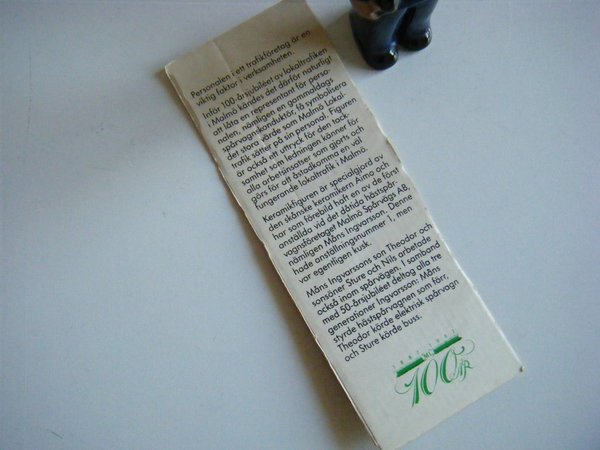 Personalen i ett trafikföretag är en
viktig faktor i verksamheten.
Inför 100-årsjubiléet av lokaltrafiken
i Malmö kändes det därför naturligt
att låta en representant för perso-
nalen, nämligen en gammaldags
spårvagnskonduktör, få symbolisera
det stora värde som Malmö Lokal-
trafik sätter på sin personal. Figuren
är också ett uttryck för den tack-
samhet som ledningen känner för
alla arbetsinsatser som gjorts och
görs för att åstadkomma en väl
fungerande lokaltrafik i Malmö.
Keramikfiguren är specialgjord av
den skånske keramikern Aimo och
har som förebild haft en av de först
anställda vid det dåtida hästspår-
vagnsföretaget Malmö Spårvägs AB,
nämligen Måns Ingvarsson. Denne
hade anställningsnummer 1, men
var egentligen kusk.
Måns Ingvarssons son Theodor och
sonsöner Sture och Nils arbetade
också inom spårvägen. I samband
med 50-årsjubiléet deltog alla tre
generationer Ingvarsson: Måns
styrde hästspårvagnen som förr,
Theodor körde elektrisk spårvagn
och Sture körde buss.
100 ÅR